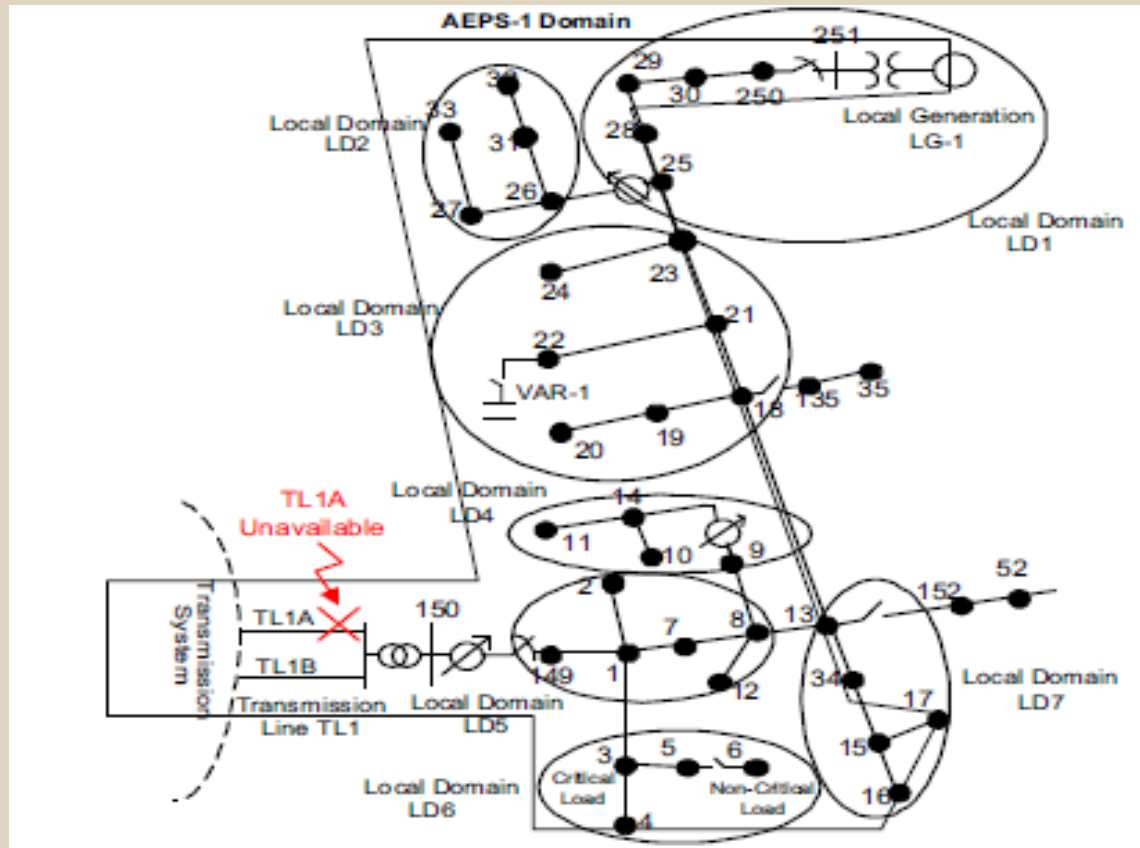 AEPS-1 Domain
251
29
30
250
Local Generation
LG-1
33
Local Domain
LD2
31
28
25
26
27
Local Domain
LD1
23
24
Local Domain
LD3
21
22
VAR-1
18
135
35
19
20
Local Domain
LD4
14
11
10
9
TL1A
Unavailable
Transmission
System
TL1A
TL1B
150
Transmission
Line TL1
Local Domain
LD5
149
2
1
7
8
12
13
152
52
34
17
15
16
Local Domain
LD7
Local Domain
LD6
3
5
6
Critical
Load
Non-Critical
Load
4